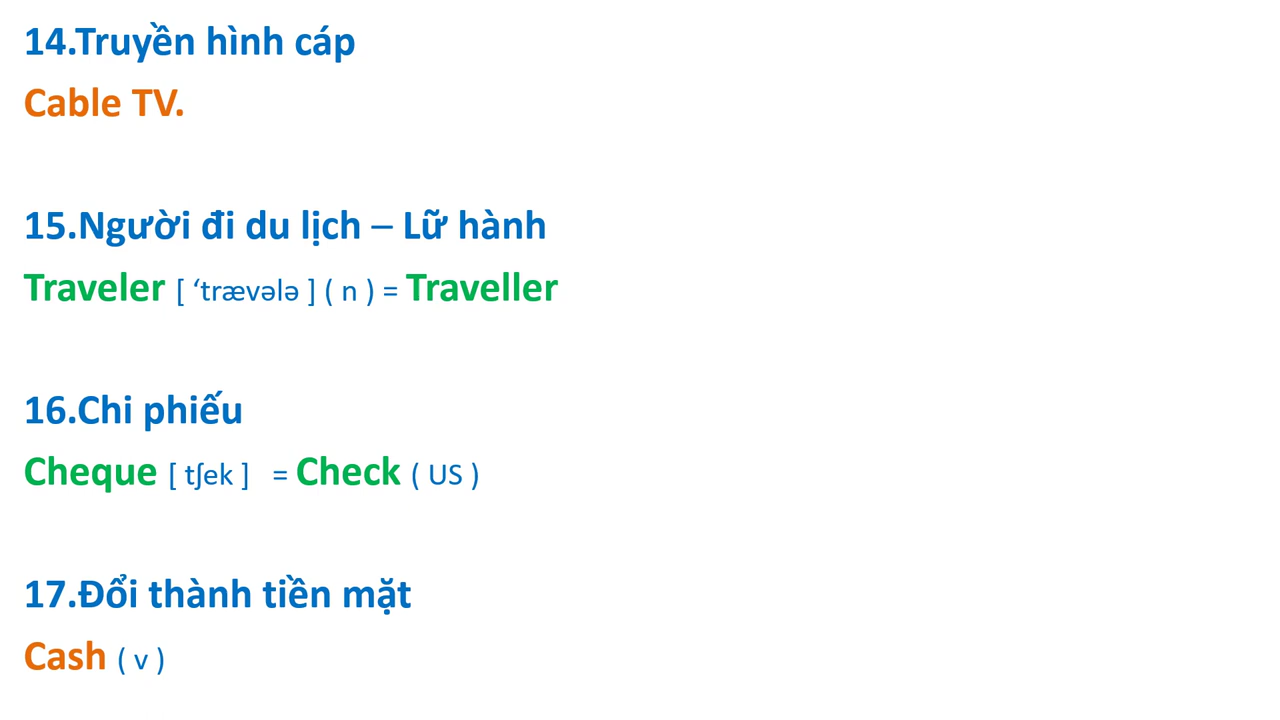 14.Truyền hình cáp
Cable TV.
15.Người đi du lịch – Lữ hành
Traveler [ ‘trævələ ] ( n ) = Traveller
16.Chi phiếu
Cheque [ tʃek ] = Check ( US )
17.Đổi thành tiền mặt
Cash ( v )